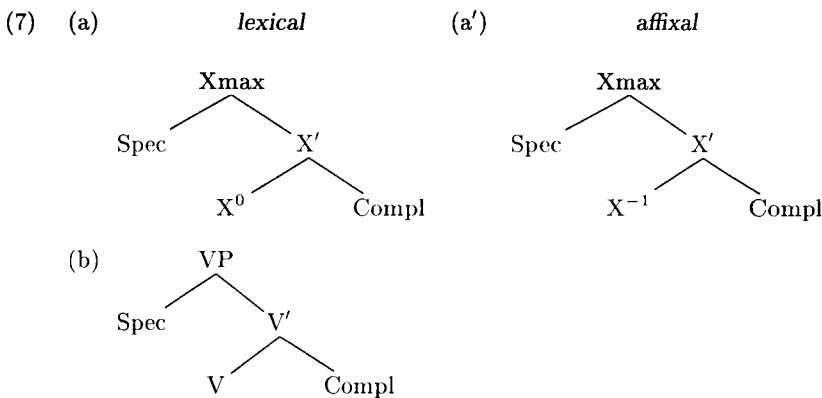 (7) (a) lexical (a′) affixal
Xmax Xmax
Spec X′ Spec X′
X⁰ Compl X⁻¹ Compl
(b) VP
Spec V′
V Compl